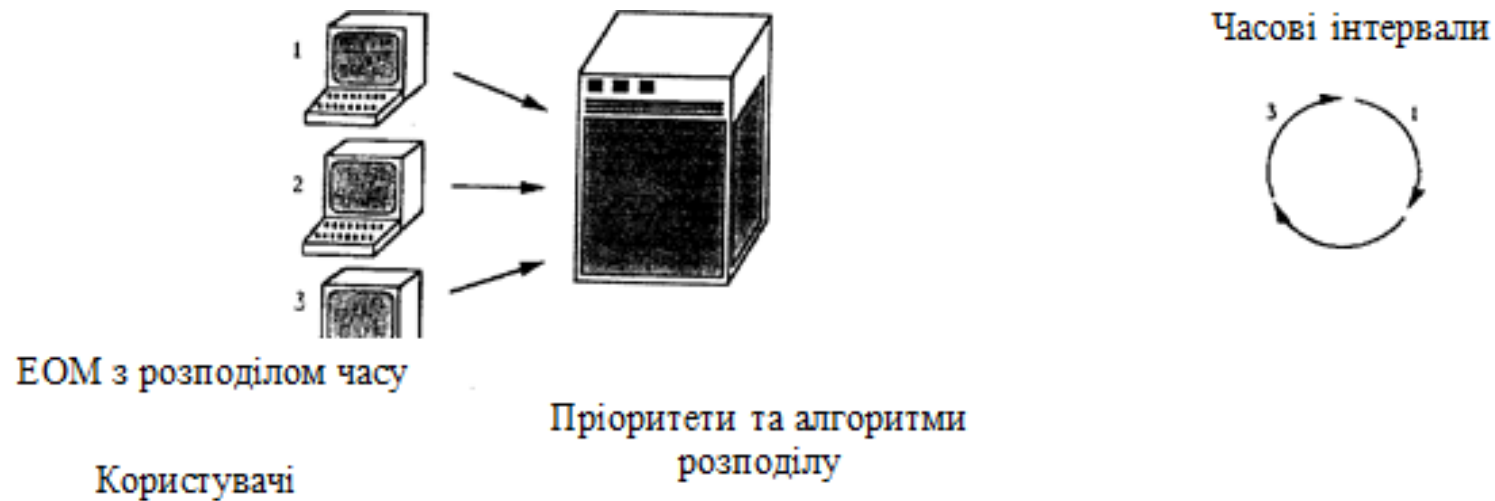 Часові інтервали
1
2
3
3
1
ЕОМ з розподілом часу
Пріоритети та алгоритми
розподілу
Користувачі